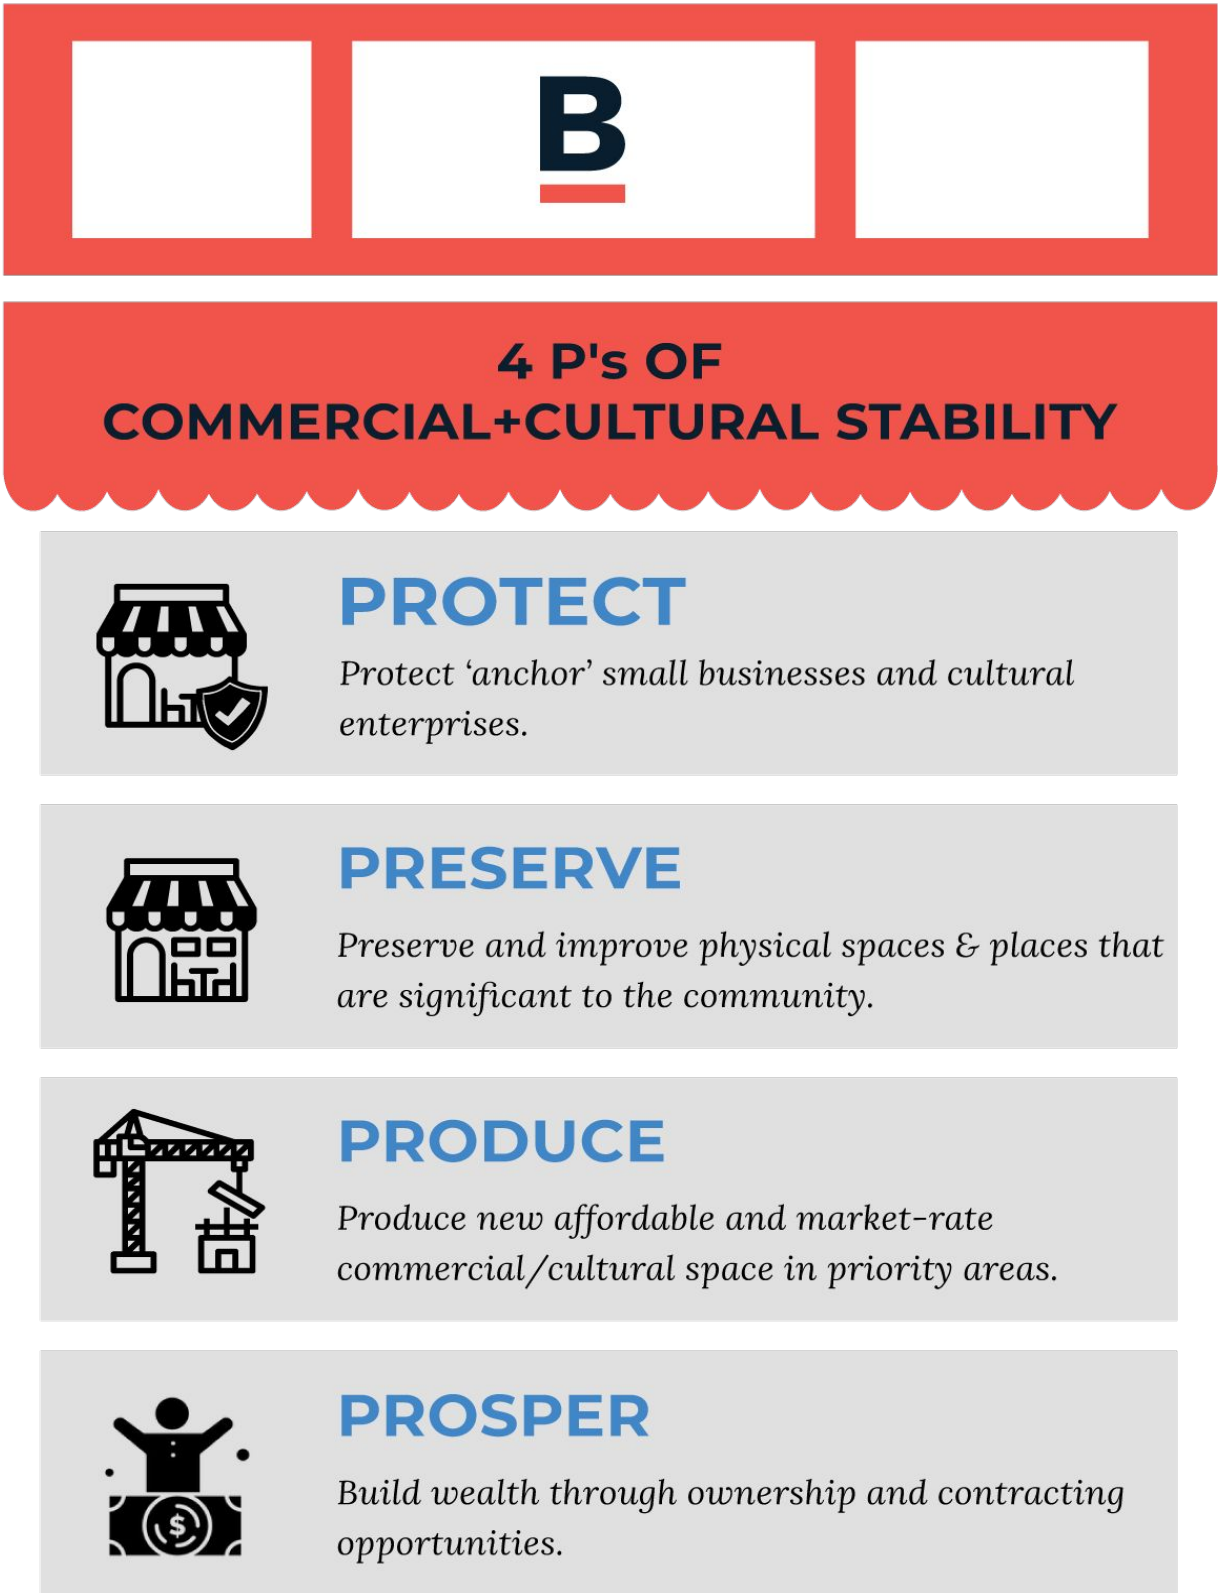 B
4 P's OF
COMMERCIAL+CULTURAL STABILITY
PROTECT
Protect ‘anchor’ small businesses and cultural
enterprises.
PRESERVE
Preserve and improve physical spaces & places that
are significant to the community.
PRODUCE
Produce new affordable and market-rate
commercial/cultural space in priority areas.
PROSPER
$
Build wealth through ownership and contracting
opportunities.